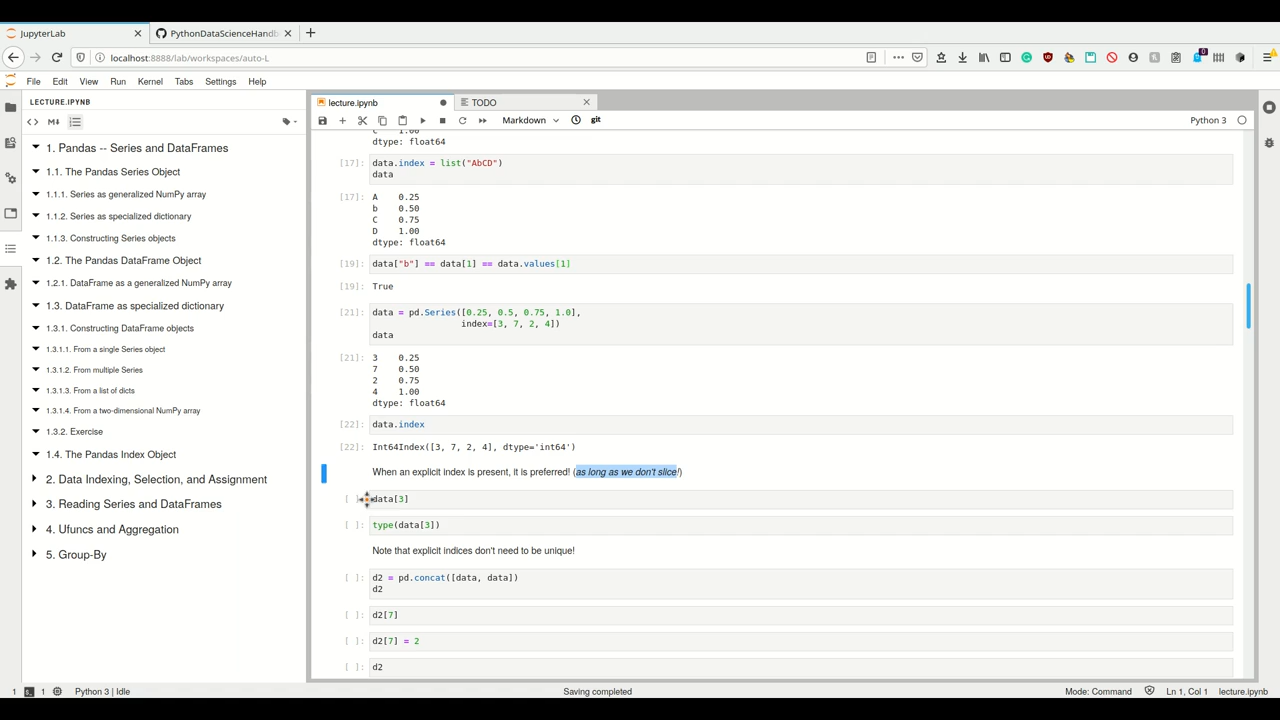 JupyterLab
PythonDataScienceHandb
localhost:8888/lab/workspaces/auto-L
0
File Edit View Run Kernel Tabs Settings Help
LECTURE.IPYNB
M
1. Pandas -- Series and DataFrames
1.1. The Pandas Series Object
1.1.1. Series as generalized NumPy array
1.1.2. Series as specialized dictionary
1.1.3. Constructing Series objects
1.2. The Pandas DataFrame Object
1.2.1. DataFrame as a generalized NumPy array
1.3. DataFrame as specialized dictionary
1.3.1. Constructing DataFrame objects
1.3.1.1. From a single Series object
1.3.1.2. From multiple Series
1.3.1.3. From a list of dicts
1.3.1.4. From a two-dimensional NumPy array
1.3.2. Exercise
1.4. The Pandas Index Object
2. Data Indexing, Selection, and Assignment
3. Reading Series and DataFrames
4. Ufuncs and Aggregation
5. Group-By
lecture.ipynb
TODO
Markdown
git
Python 3
C 1.00
dtype: float64
[17]: data.index = list("AbCD")
data
[17]: A 0.25
b 0.50
C 0.75
D 1.00
dtype: float64
[19]: data["b"] == data[1] == data.values[1]
[19]: True
[21]: data = pd.Series([0.25, 0.5, 0.75, 1.0],
index=[3, 7, 2, 4])
data
[21]: 3 0.25
7 0.50
2 0.75
4 1.00
dtype: float64
[22]: data.index
[22]: Int64Index([3, 7, 2, 4], dtype='int64')
When an explicit index is present, it is preferred! (as long as we don't slice!)
[ ]: data[3]
[ ]: type(data[3])
Note that explicit indices don't need to be unique!
[ ]: d2 = pd.concat([data, data])
d2
[ ]: d2[7]
[ ]: d2[7] = 2
[ ]: d2
1
1
Python 3 | Idle
Saving completed
Mode: Command
Ln 1, Col 1
lecture.ipynb